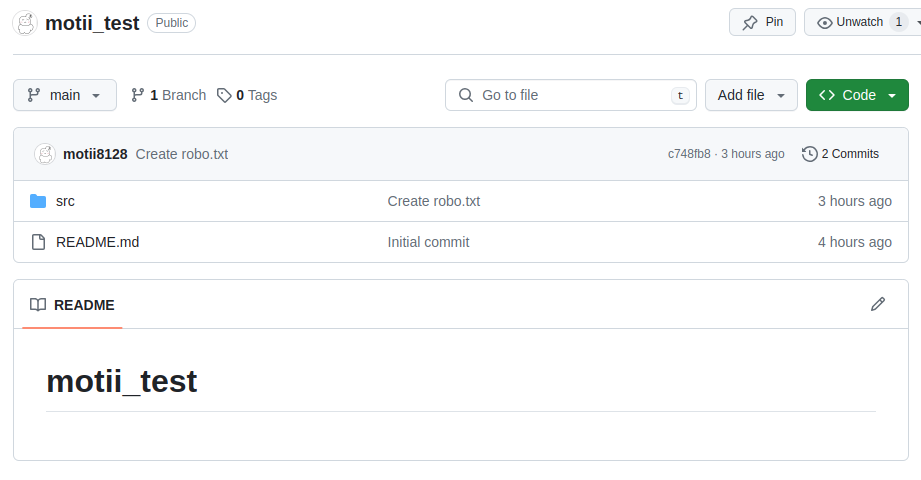 motii_test Public Pin Unwatch 1
main 1 Branch 0 Tags Go to file t Add file Code
motii8128 Create robo.txt c748fb8 · 3 hours ago 2 Commits
src Create robo.txt 3 hours ago
README.md Initial commit 4 hours ago
README
motii_test